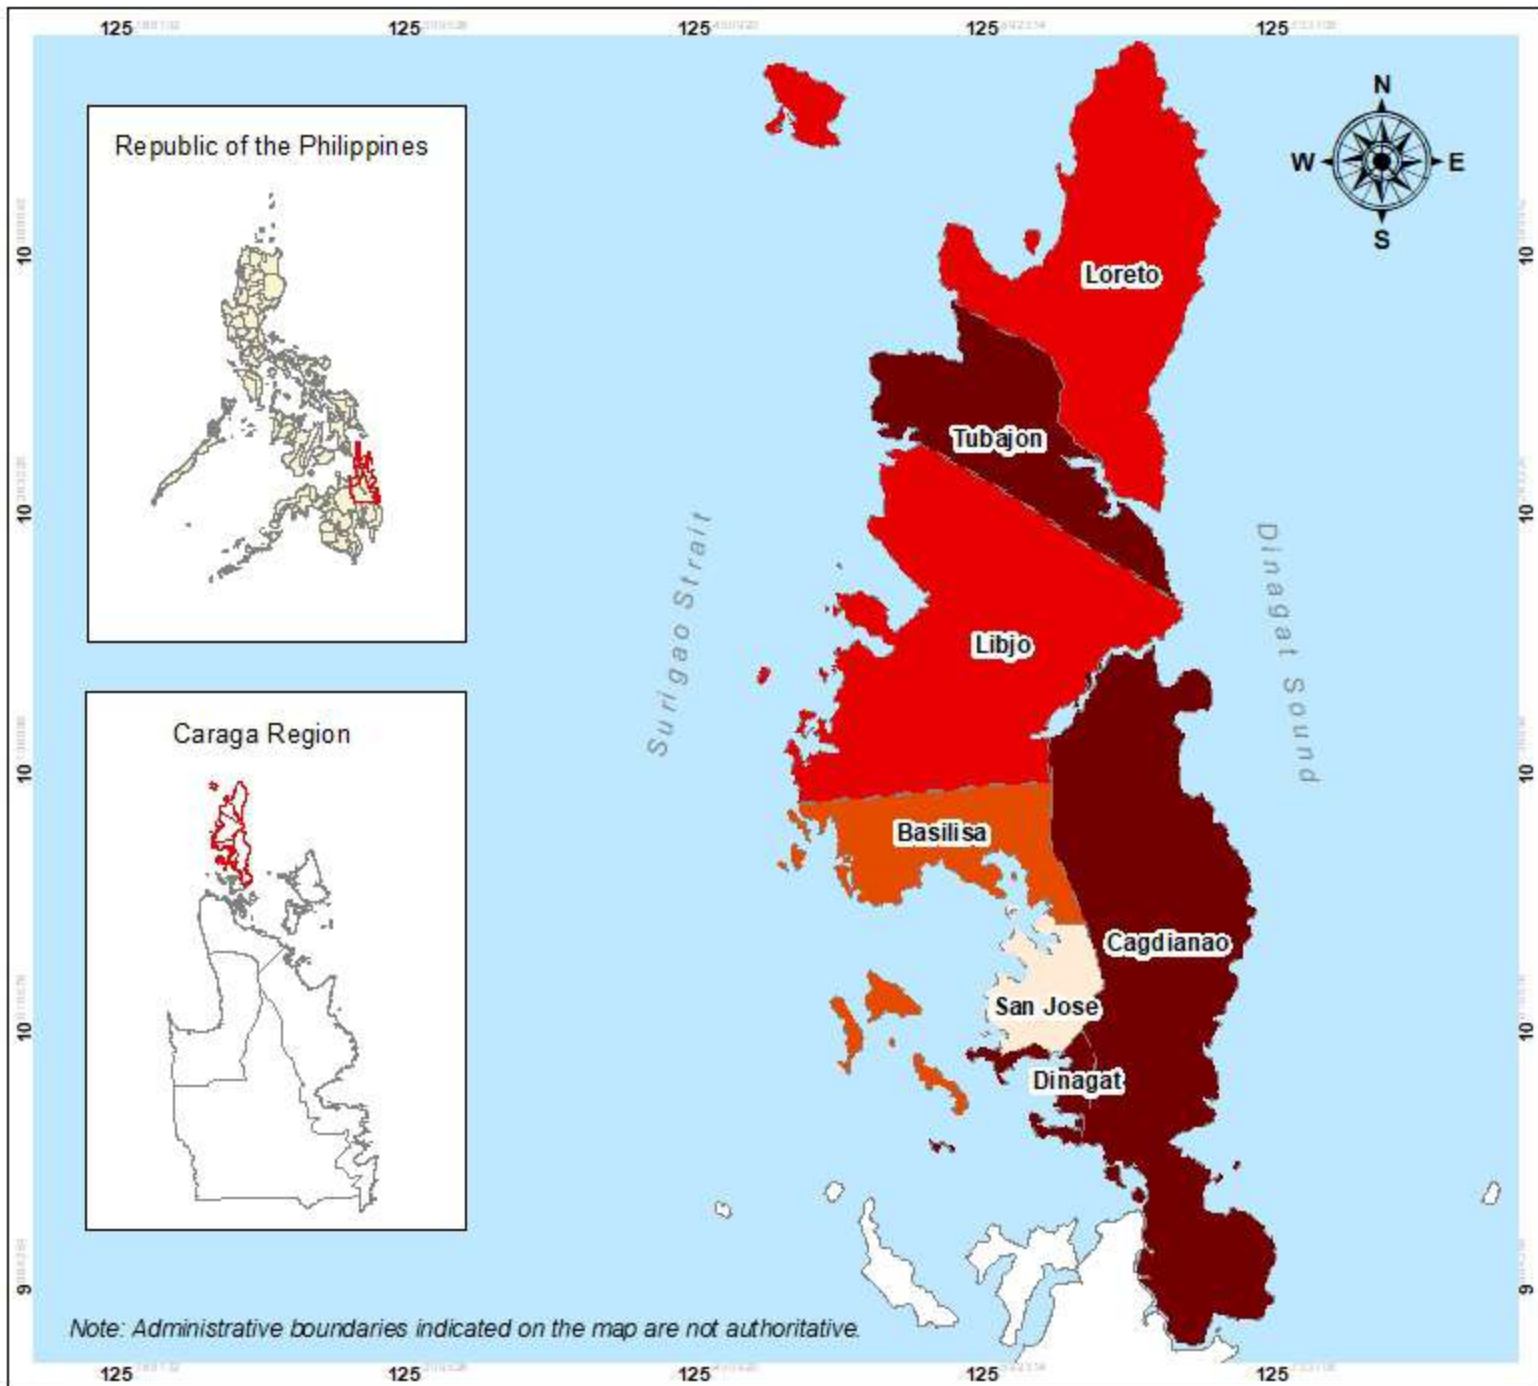 125 125 125 125 125
Republic of the Philippines
N
W E
S
10 10
Loreto
Tubajon
10 10
Surigao Strait
Dinagat Sound
Libjo
Caraga Region
10 10
Basilisa
Cagdianao
San Jose
10 10
Dinagat
9 9
Note: Administrative boundaries indicated on the map are not authoritative.
125 125 125 125 125